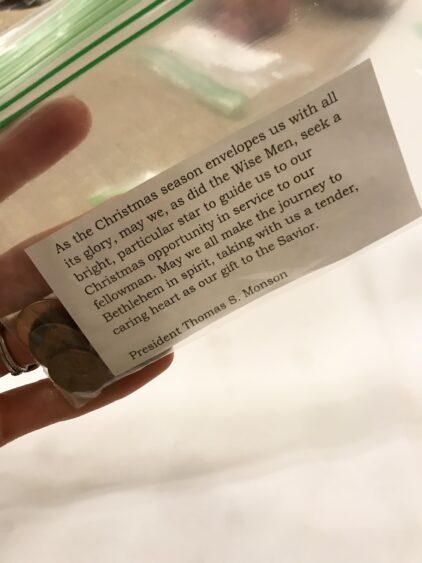 As the Christmas season envelopes us with all
its glory, may we, as did the Wise Men, seek a
bright, particular star to guide us to our
Christmas opportunity in service to our
fellowman. May we all make the journey to
Bethlehem in spirit, taking with us a tender,
caring heart as our gift to the Savior.
President Thomas S. Monson